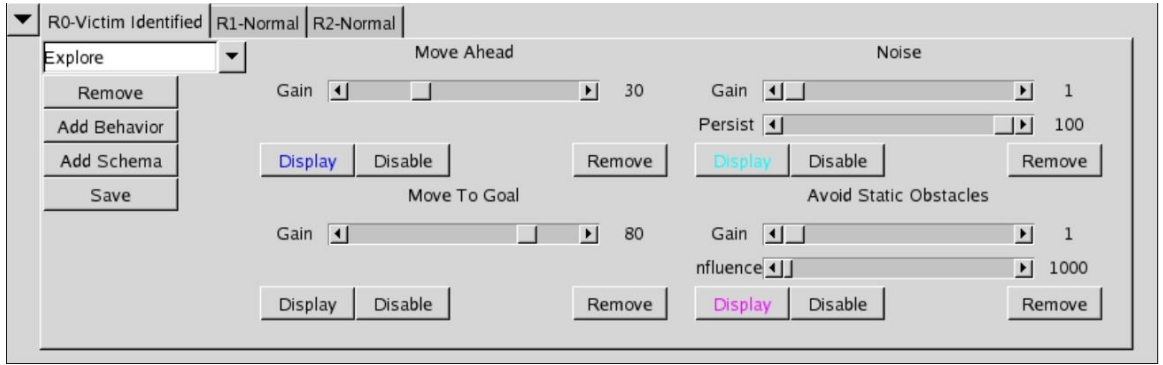 R0-Victim Identified R1-Normal R2-Normal
Explore
Remove
Add Behavior
Add Schema
Save
Move Ahead
Gain 30
Display Disable Remove
Noise
Gain 1
Persist 100
Display Disable Remove
Move To Goal
Gain 80
Display Disable Remove
Avoid Static Obstacles
Gain 1
nfluence 1000
Display Disable Remove